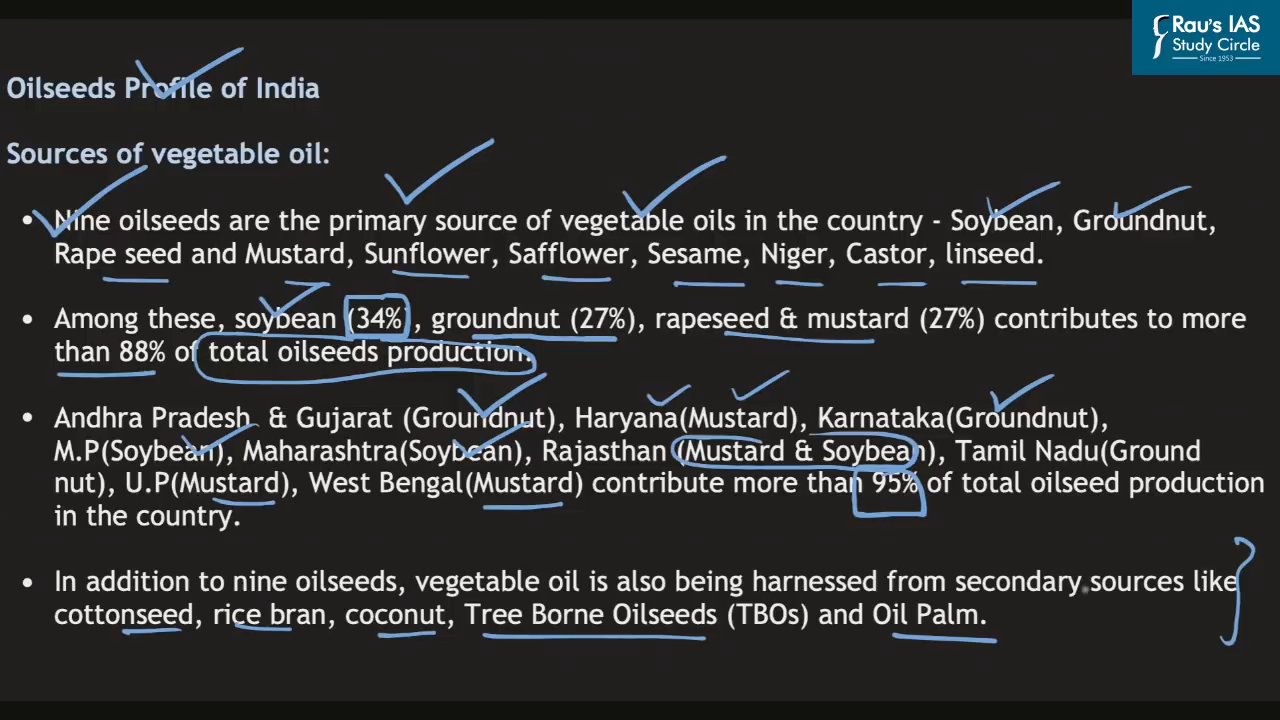 Rau's IAS
Study Circle
Since 1953
Oilseeds Profile of India
Sources of vegetable oil:
• Nine oilseeds are the primary source of vegetable oils in the country - Soybean, Groundnut,
Rape seed and Mustard, Sunflower, Safflower, Sesame, Niger, Castor, linseed.
• Among these, soybean (34%), groundnut (27%), rapeseed & mustard (27%) contributes to more
than 88% of total oilseeds production.
• Andhra Pradesh & Gujarat (Groundnut), Haryana(Mustard), Karnataka(Groundnut),
M.P(Soybean), Maharashtra(Soybean), Rajasthan (Mustard & Soybean), Tamil Nadu(Ground
nut), U.P(Mustard), West Bengal(Mustard) contribute more than 95% of total oilseed production
in the country.
• In addition to nine oilseeds, vegetable oil is also being harnessed from secondary sources like
cottonseed, rice bran, coconut, Tree Borne Oilseeds (TBOs) and Oil Palm.